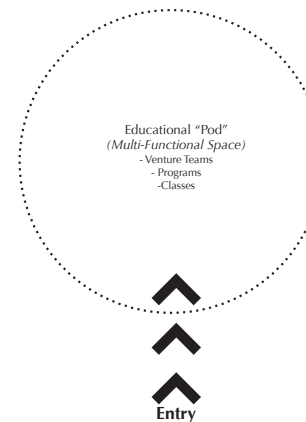 Educational “Pod”
(Multi-Functional Space)
- Venture Teams
- Programs
-Classes
Entry